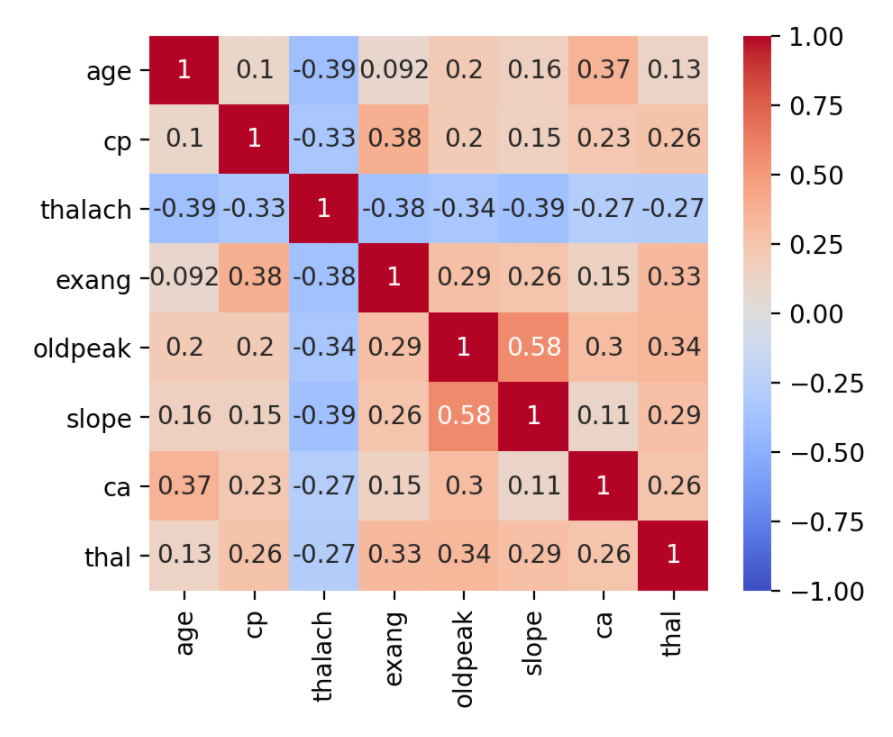 age 1 0.1 -0.39 0.092 0.2 0.16 0.37 0.13
cp 0.1 1 -0.33 0.38 0.2 0.15 0.23 0.26
thalach -0.39 -0.33 1 -0.38 -0.34 -0.39 -0.27 -0.27
exang 0.092 0.38 -0.38 1 0.29 0.26 0.15 0.33
oldpeak 0.2 0.2 -0.34 0.29 1 0.58 0.3 0.34
slope 0.16 0.15 -0.39 0.26 0.58 1 0.11 0.29
ca 0.37 0.23 -0.27 0.15 0.3 0.11 1 0.26
thal 0.13 0.26 -0.27 0.33 0.34 0.29 0.26 1
age cp thalach exang oldpeak slope ca thal
1.00
0.75
0.50
0.25
0.00
−0.25
−0.50
−0.75
−1.00